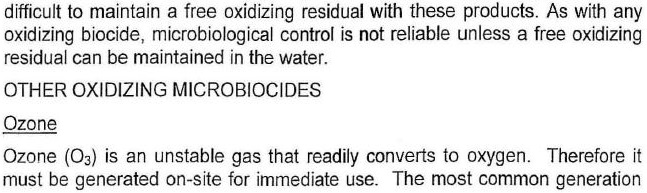 difficult to maintain a free oxidizing residual with these products. As with any
oxidizing biocide, microbiological control is not reliable unless a free oxidizing
residual can be maintained in the water.
OTHER OXIDIZING MICROBIOCIDES
Ozone
Ozone (O₃) is an unstable gas that readily converts to oxygen. Therefore it
must be generated on-site for immediate use. The most common generation